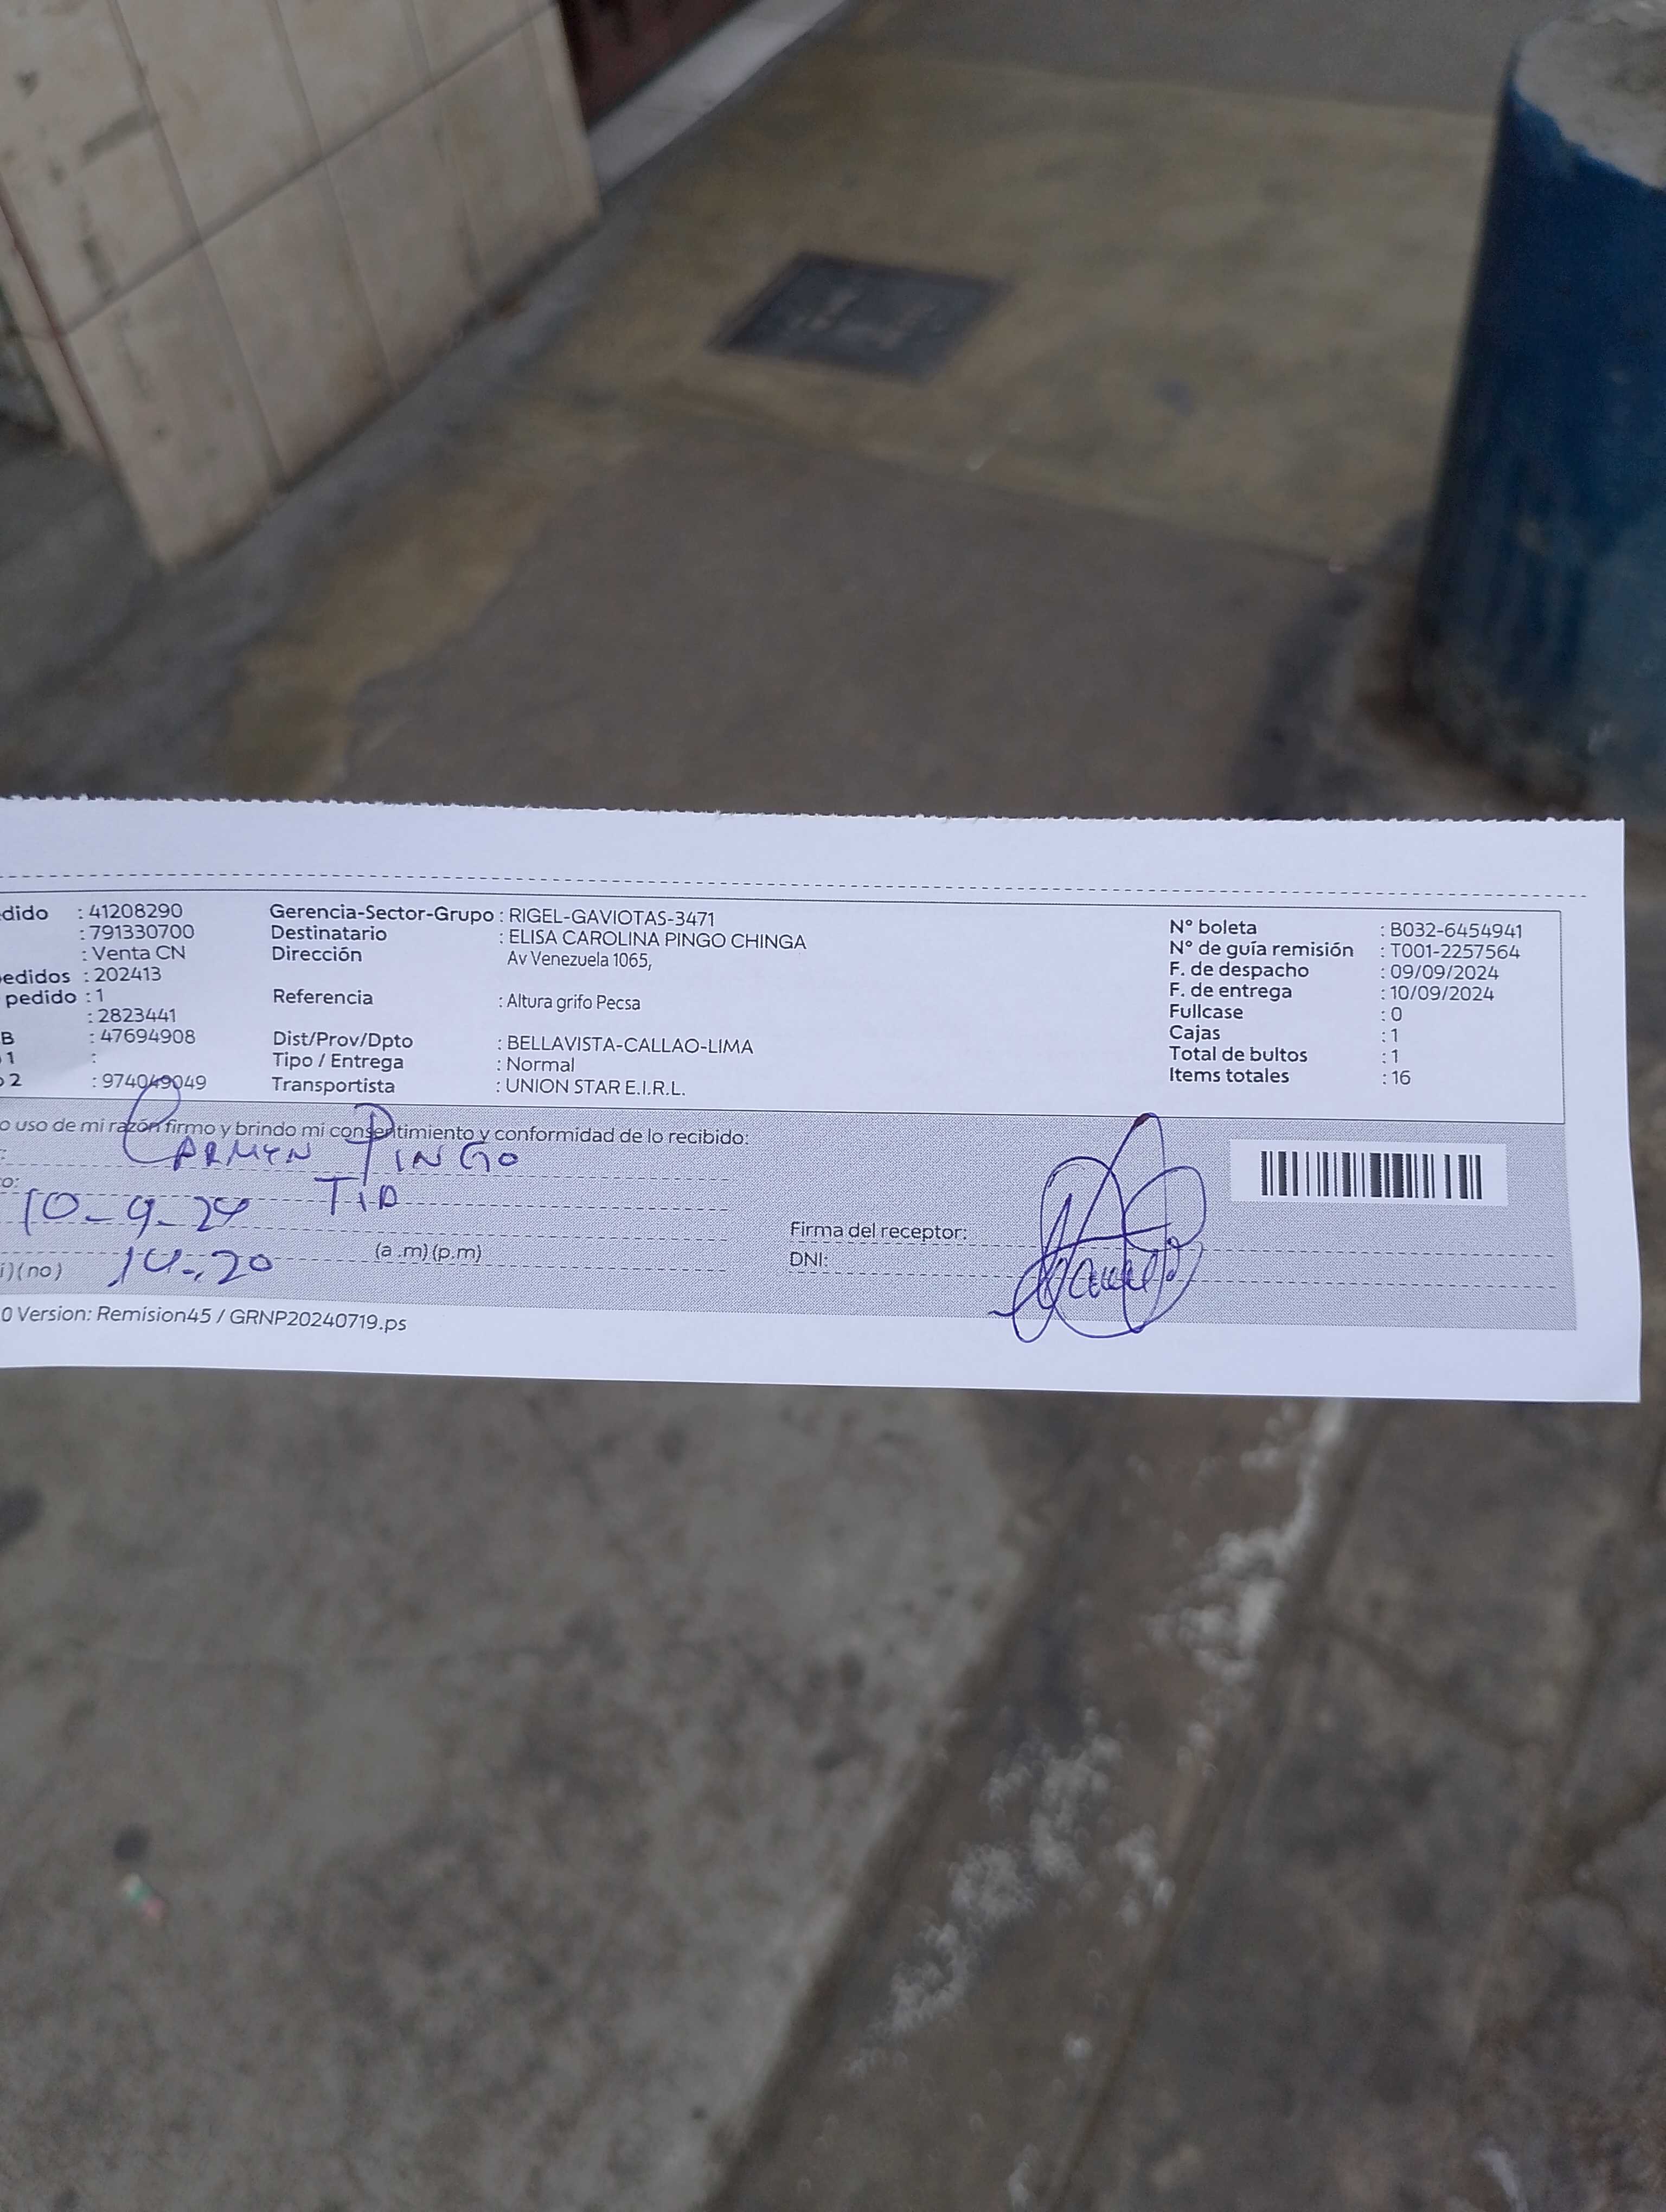 dido : 41208290 Gerencia-Sector-Grupo : RIGEL-GAVIOTAS-3471 N° boleta : B032-6454941
: 791330700 Destinatario : ELISA CAROLINA PINGO CHINGA N° de guía remisión : T001-2257564
: Venta CN Dirección Av Venezuela 1065, F. de despacho : 09/09/2024
edidos : 202413 F. de entrega : 10/09/2024
pedido : 1 Referencia : Altura grifo Pecsa Fullcase : 0
: 2823441 Cajas : 1
B : 47694908 Dist/Prov/Dpto : BELLAVISTA-CALLAO-LIMA Total de bultos : 1
1 : Tipo / Entrega : Normal Items totales : 16
2 : 974049049 Transportista : UNION STAR E.I.R.L.
o uso de mi razón firmo y brindo mi consentimiento y conformidad de lo recibido:
: CARMEN PINGO
o: TIA
10-9-24 Firma del receptor:
i)(no) 14:20 (a .m)(p.m) DNI:
0 Version: Remision45 / GRNP20240719.ps